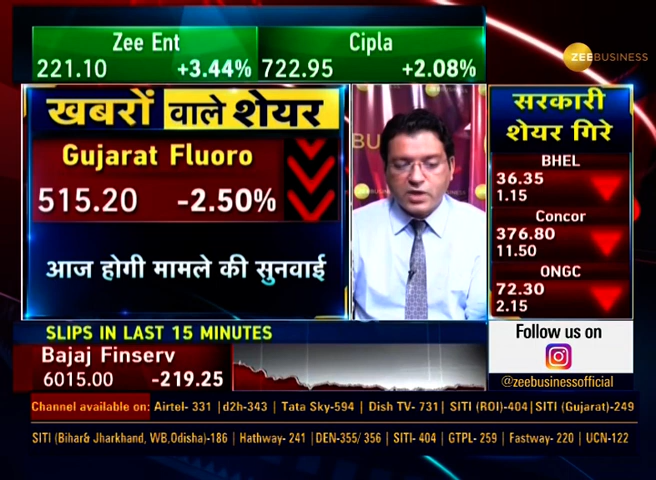 Zee Ent
221.10 +3.44%
Cipla
722.95 +2.08%
ZEEBUSINESS
खबरों वाले शेयर
Gujarat Fluoro
515.20 -2.50%
आज होगी मामले की सुनवाई
सरकारी
शेयर गिरे
BHEL
36.35
1.15
Concor
376.80
11.50
ONGC
72.30
2.15
SLIPS IN LAST 15 MINUTES
Bajaj Finserv
6015.00 -219.25
Follow us on
@zeebusinessofficial
Channel available on: Airtel- 331 | d2h-343 | Tata Sky-594 | Dish TV- 731 | SITI (ROI)-404 | SITI (Gujarat)-249
SITI (Bihar& Jharkhand, WB,Odisha)-186 | Hathway- 241 | DEN-355/ 356 | SITI- 404 | GTPL- 259 | Fastway- 220 | UCN-122